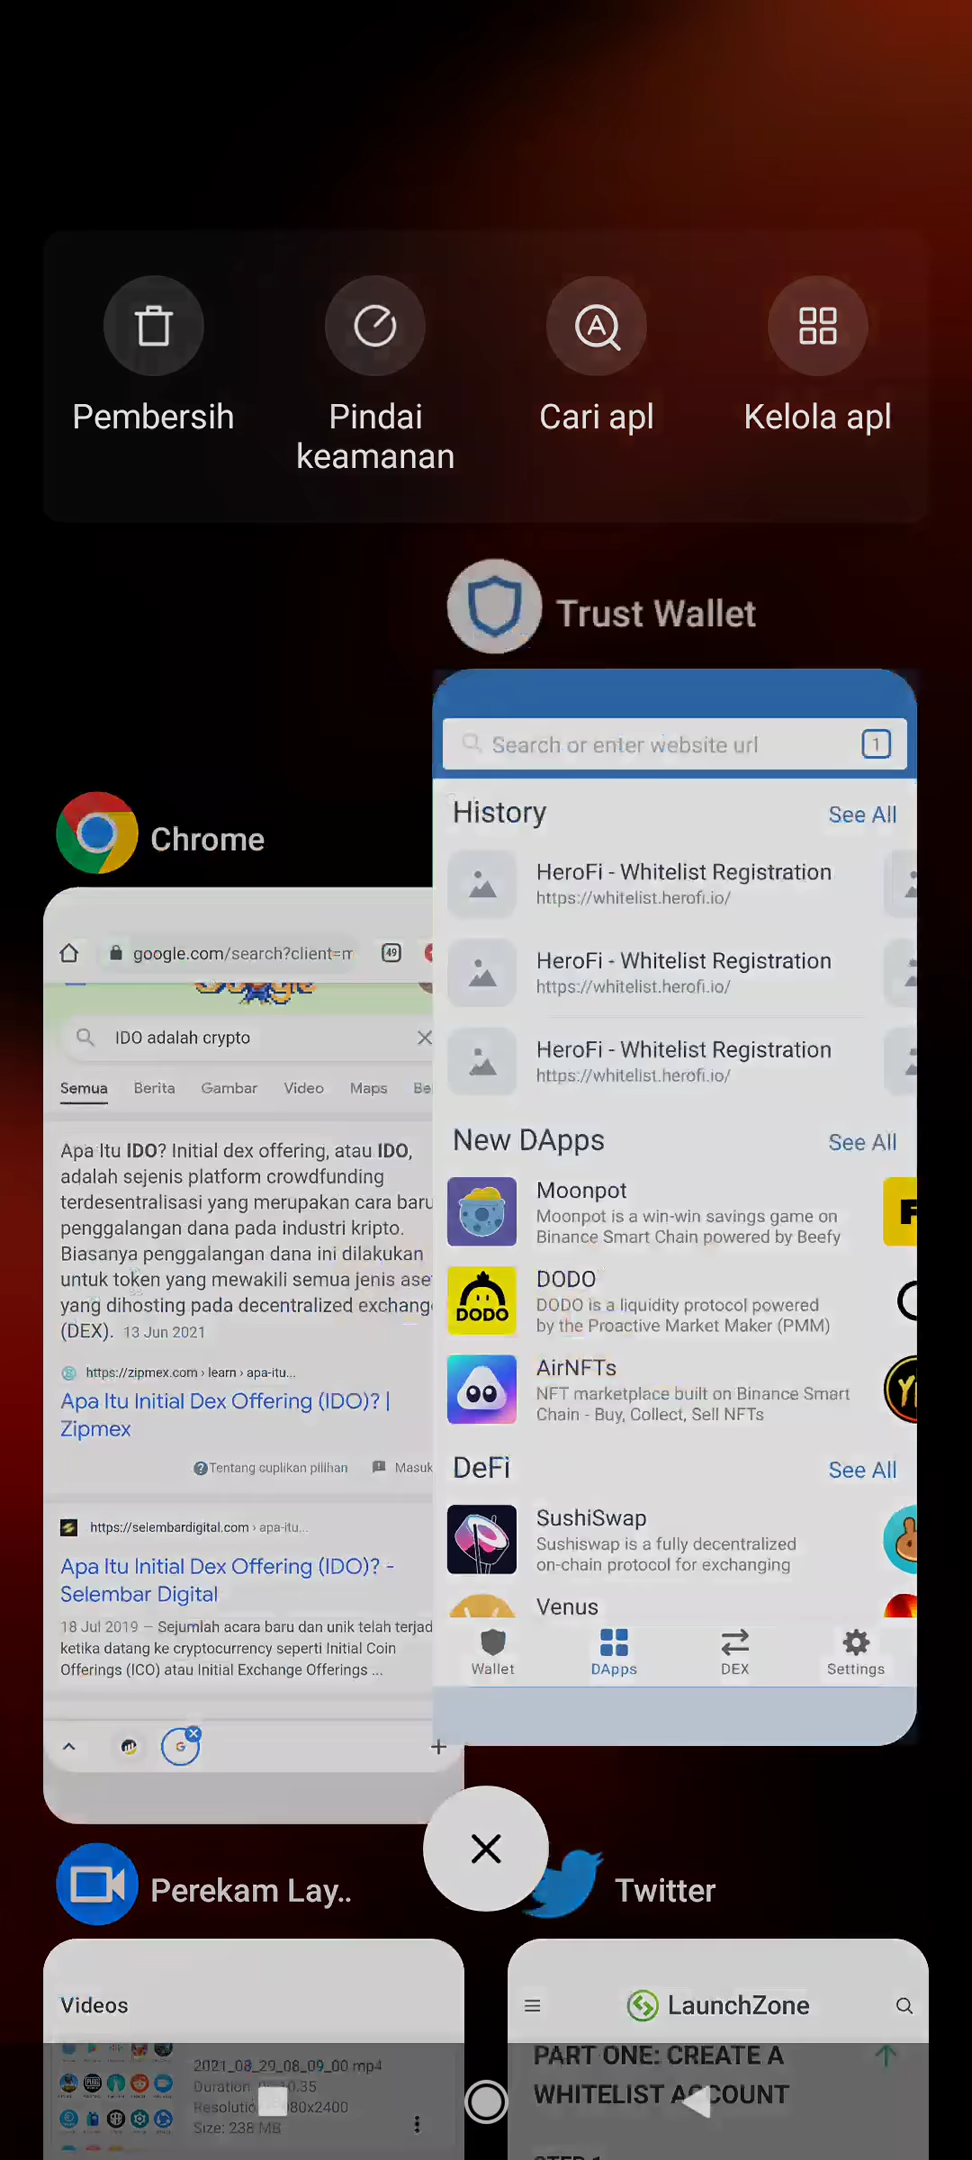 Pembersih
Pindai
keamanan
Cari apl
Kelola apl
Trust Wallet
Search or enter website url
1
History
See All
HeroFi - Whitelist Registration
https://whitelist.herofi.io/
HeroFi - Whitelist Registration
https://whitelist.herofi.io/
HeroFi - Whitelist Registration
https://whitelist.herofi.io/
New DApps
See All
Moonpot
Moonpot is a win-win savings game on
Binance Smart Chain powered by Beefy
DODO
DODO
DODO is a liquidity protocol powered
by the Proactive Market Maker (PMM)
AirNFTs
NFT marketplace built on Binance Smart
Chain - Buy, Collect, Sell NFTs
DeFi
See All
SushiSwap
Sushiswap is a fully decentralized
on-chain protocol for exchanging
Venus
Wallet
DApps
DEX
Settings
Chrome
google.com/search?client=m
49
IDO adalah crypto
Semua
Berita
Gambar
Video
Maps
Be
Apa Itu IDO? Initial dex offering, atau IDO,
adalah sejenis platform crowdfunding
terdesentralisasi yang merupakan cara baru
penggalangan dana pada industri kripto.
Biasanya penggalangan dana ini dilakukan
untuk token yang mewakili semua jenis ase
yang dihosting pada decentralized exchang
(DEX). 13 Jun 2021
https://zipmex.com › learn › apa-itu...
Apa Itu Initial Dex Offering (IDO)? |
Zipmex
Tentang cuplikan pilihan
Masuk
https://selembardigital.com › apa-itu...
Apa Itu Initial Dex Offering (IDO)? -
Selembar Digital
18 Jul 2019 — Sejumlah acara baru dan unik telah terjad
ketika datang ke cryptocurrency seperti Initial Coin
Offerings (ICO) atau Initial Exchange Offerings ...
Perekam Lay..
Videos
2021_08_29_08_09_00 mp4
Duration
10.35
Resoluti
80x2400
Size: 238 MB
Twitter
LaunchZone
PART ONE: CREATE A
WHITELIST ACCOUNT